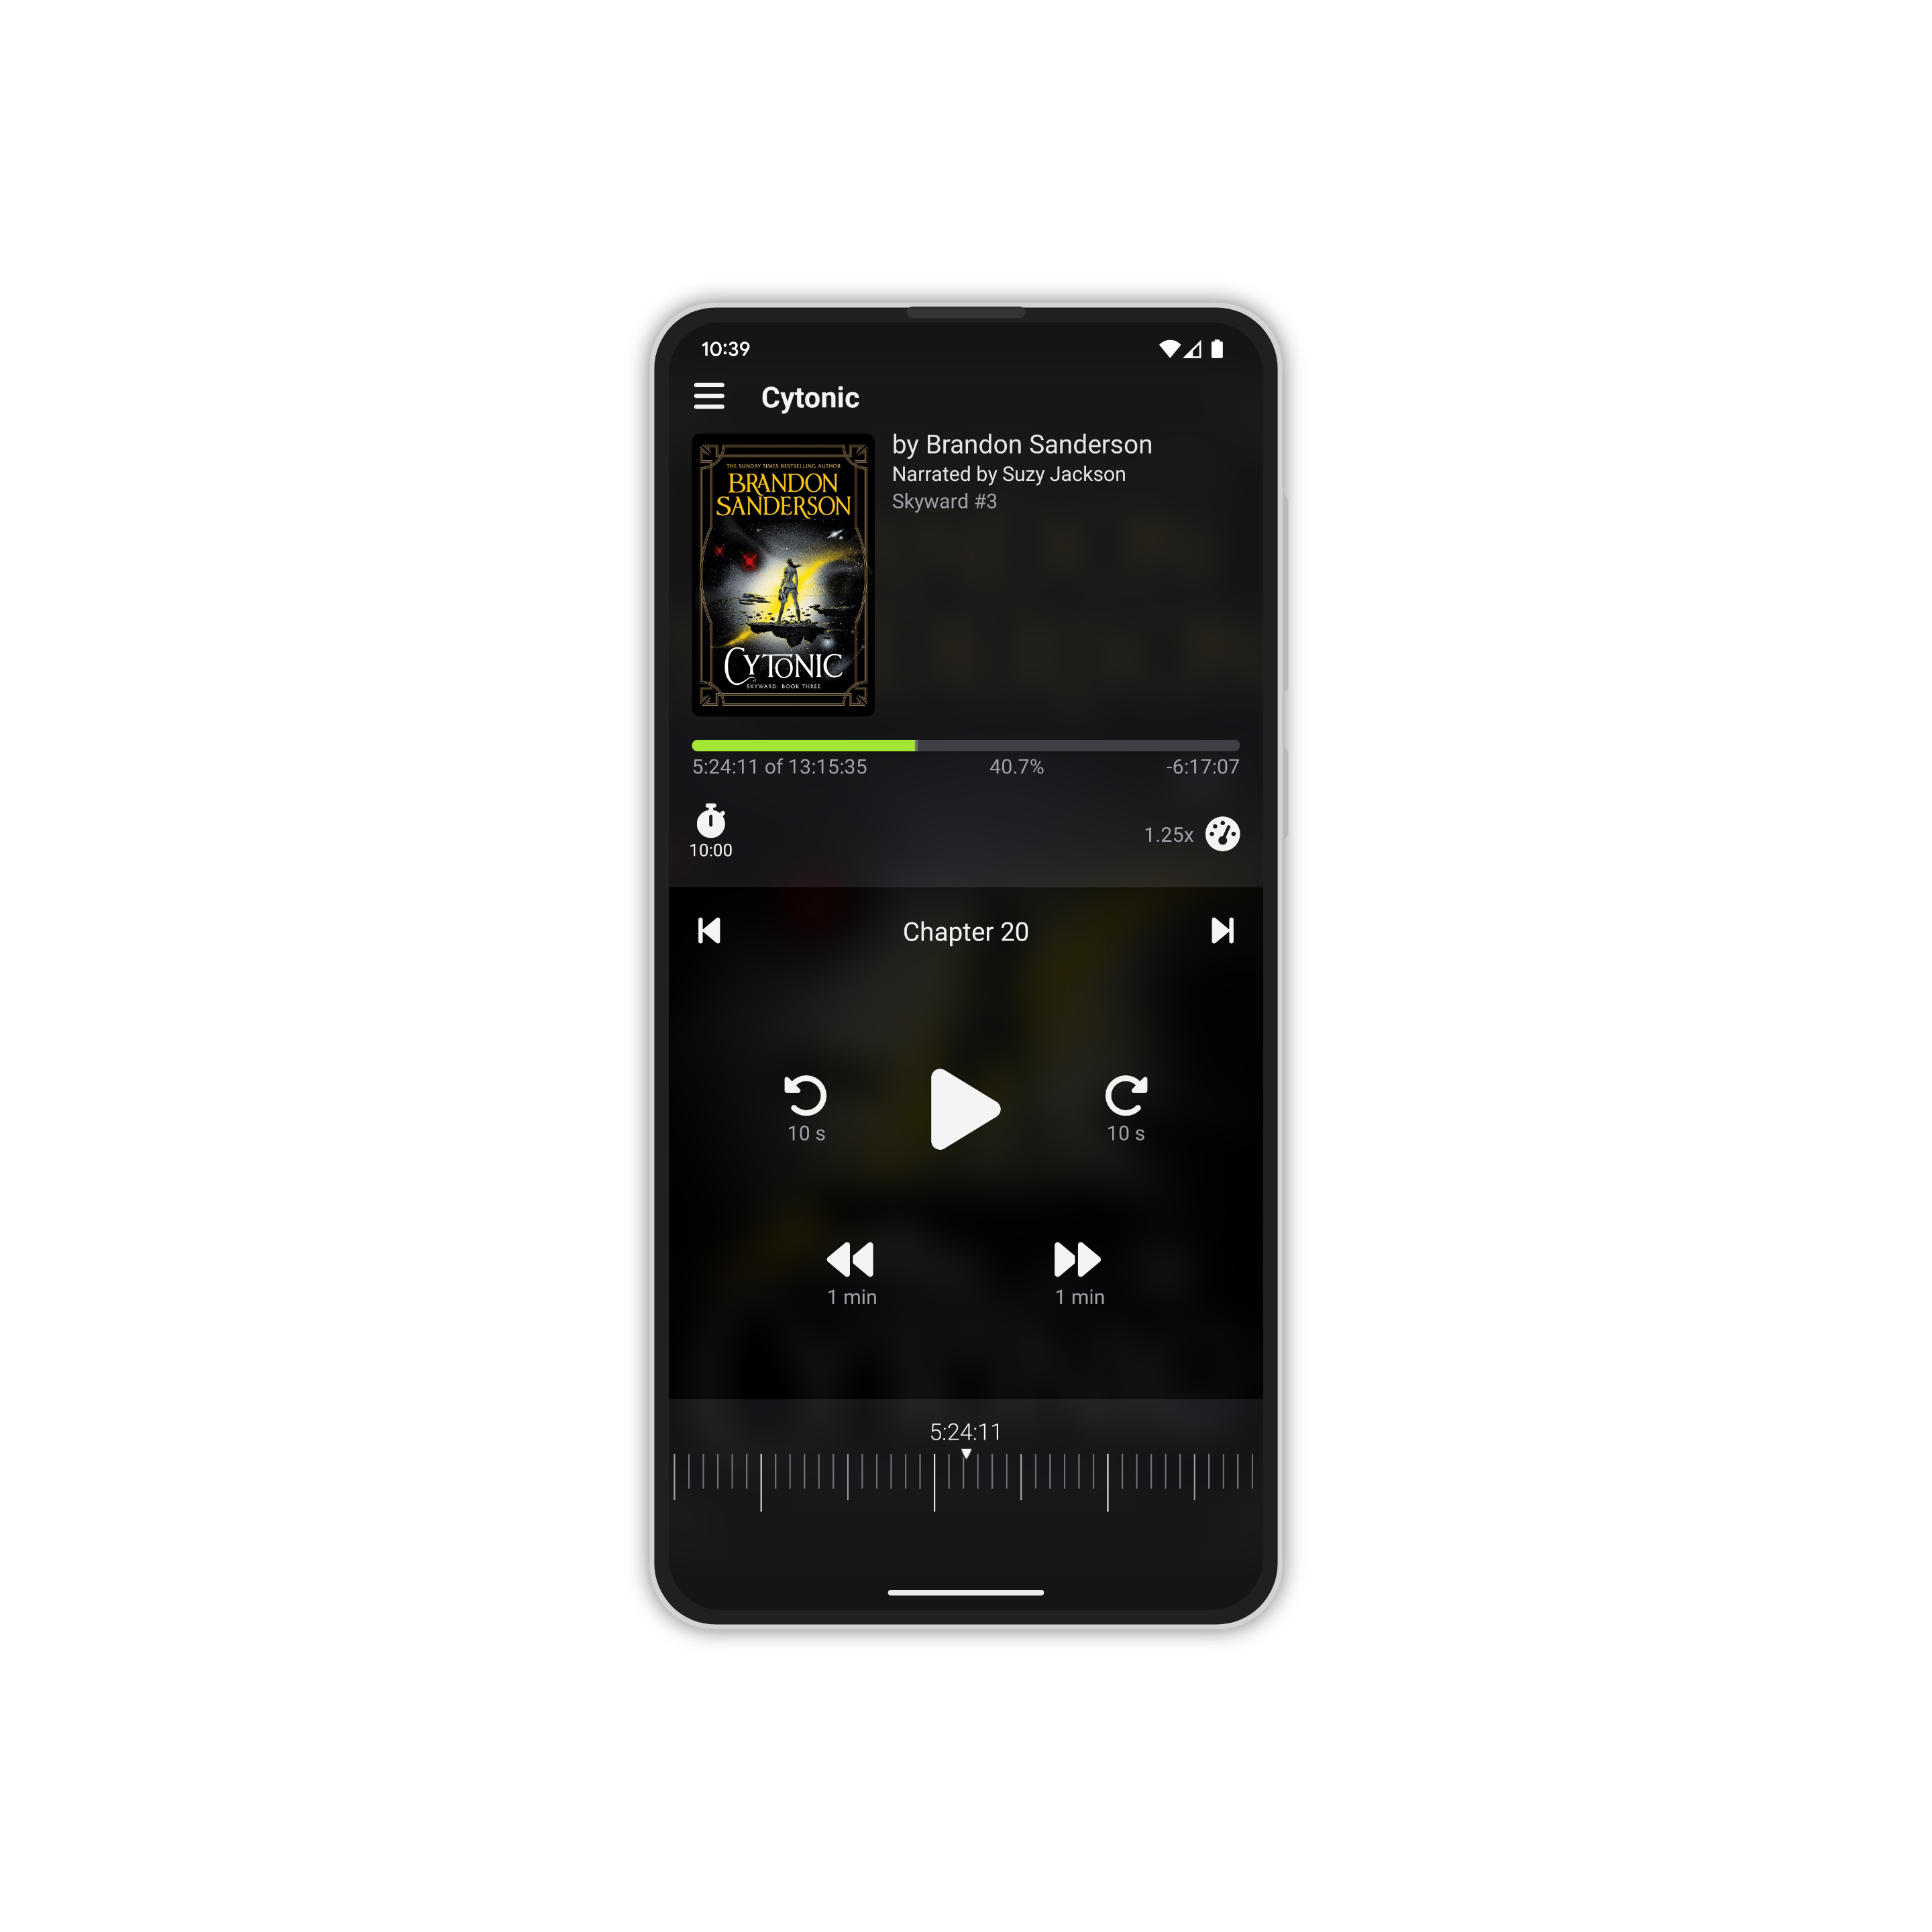 10:39
Cytonic
by Brandon Sanderson
Narrated by Suzy Jackson
Skyward #3
THE SUNDAY TIMES BESTSELLING AUTHOR
BRANDON
SANDERSON
CYTONIC
SKYWARD: BOOK THREE
5:24:11 of 13:15:35 40.7% -6:17:07
10:00
1.25x
Chapter 20
10 s 10 s
1 min 1 min
5:24:11